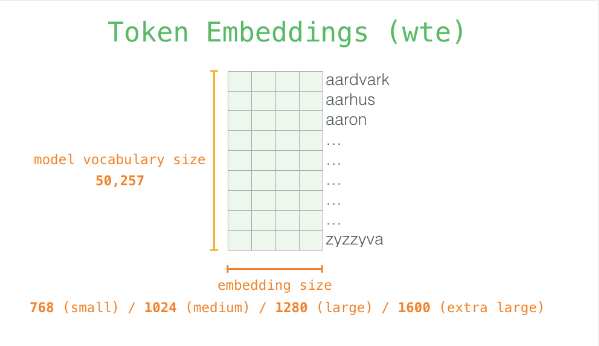 Token Embeddings (wte)
aardvark
aarhus
aaron
...
...
...
...
...
zyzzyva
model vocabulary size
50,257
embedding size
768 (small) / 1024 (medium) / 1280 (large) / 1600 (extra large)